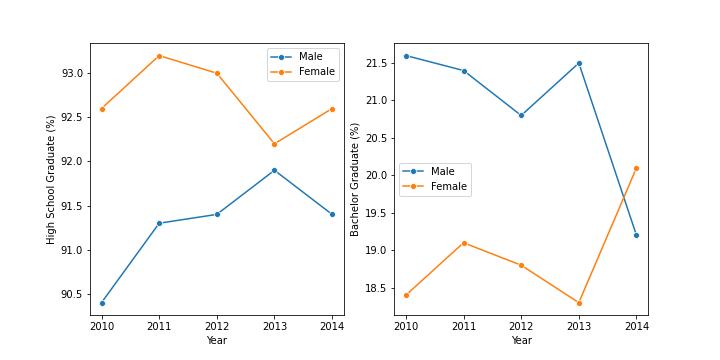 High School Graduate (%)
93.0
92.5
92.0
91.5
91.0
90.5
2010 2011 2012 2013 2014
Year
Male
Female
Bachelor Graduate (%)
21.5
21.0
20.5
20.0
19.5
19.0
18.5
2010 2011 2012 2013 2014
Year
Male
Female